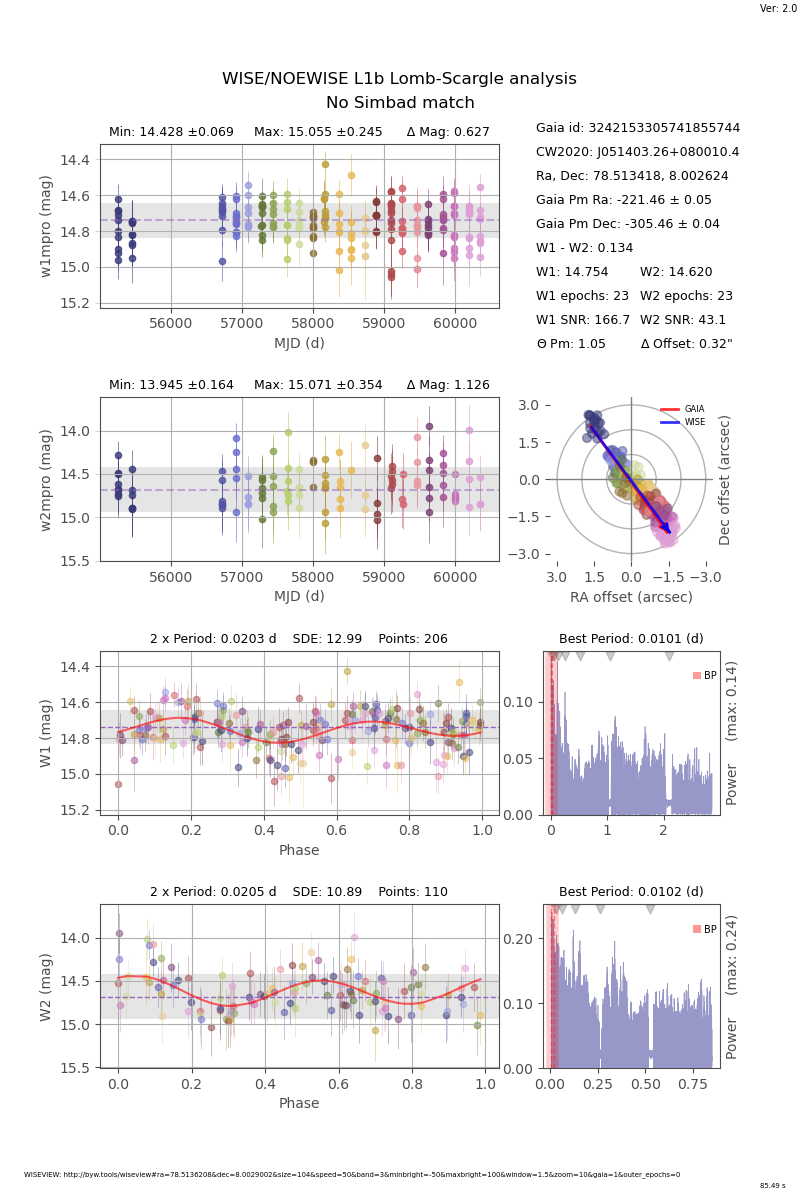 Ver: 2.0
WISE/NOEWISE L1b Lomb-Scargle analysis
No Simbad match
Min: 14.428 ±0.069 Max: 15.055 ±0.245 Δ Mag: 0.627
14.4
14.6
14.8
15.0
15.2
w1mpro (mag)
56000 57000 58000 59000 60000
MJD (d)
Gaia id: 3242153305741855744
CW2020: J051403.26+080010.4
Ra, Dec: 78.513418, 8.002624
Gaia Pm Ra: -221.46 ± 0.05
Gaia Pm Dec: -305.46 ± 0.04
W1 - W2: 0.134
W1: 14.754 W2: 14.620
W1 epochs: 23 W2 epochs: 23
W1 SNR: 166.7 W2 SNR: 43.1
Θ Pm: 1.05 Δ Offset: 0.32"
Min: 13.945 ±0.164 Max: 15.071 ±0.354 Δ Mag: 1.126
14.0
14.5
15.0
15.5
w2mpro (mag)
56000 57000 58000 59000 60000
MJD (d)
GAIA
WISE
3.0
1.5
0.0
−1.5
−3.0
3.0 1.5 0.0 −1.5 −3.0
RA offset (arcsec)
Dec offset (arcsec)
2 x Period: 0.0203 d SDE: 12.99 Points: 206
14.4
14.6
14.8
15.0
15.2
W1 (mag)
0.0 0.2 0.4 0.6 0.8 1.0
Phase
Best Period: 0.0101 (d)
BP
0.10
0.05
0.00
0 1 2
Power (max: 0.14)
2 x Period: 0.0205 d SDE: 10.89 Points: 110
14.0
14.5
15.0
15.5
W2 (mag)
0.0 0.2 0.4 0.6 0.8 1.0
Phase
Best Period: 0.0102 (d)
BP
0.20
0.10
0.00
0.00 0.25 0.50 0.75
Power (max: 0.24)
WISEVIEW: http://byw.tools/wiseview#ra=78.5136208&dec=8.0029002&size=104&speed=50&band=3&minbright=-50&maxbright=100&window=1.5&zoom=10&gaia=1&outer_epochs=0
85.49 s